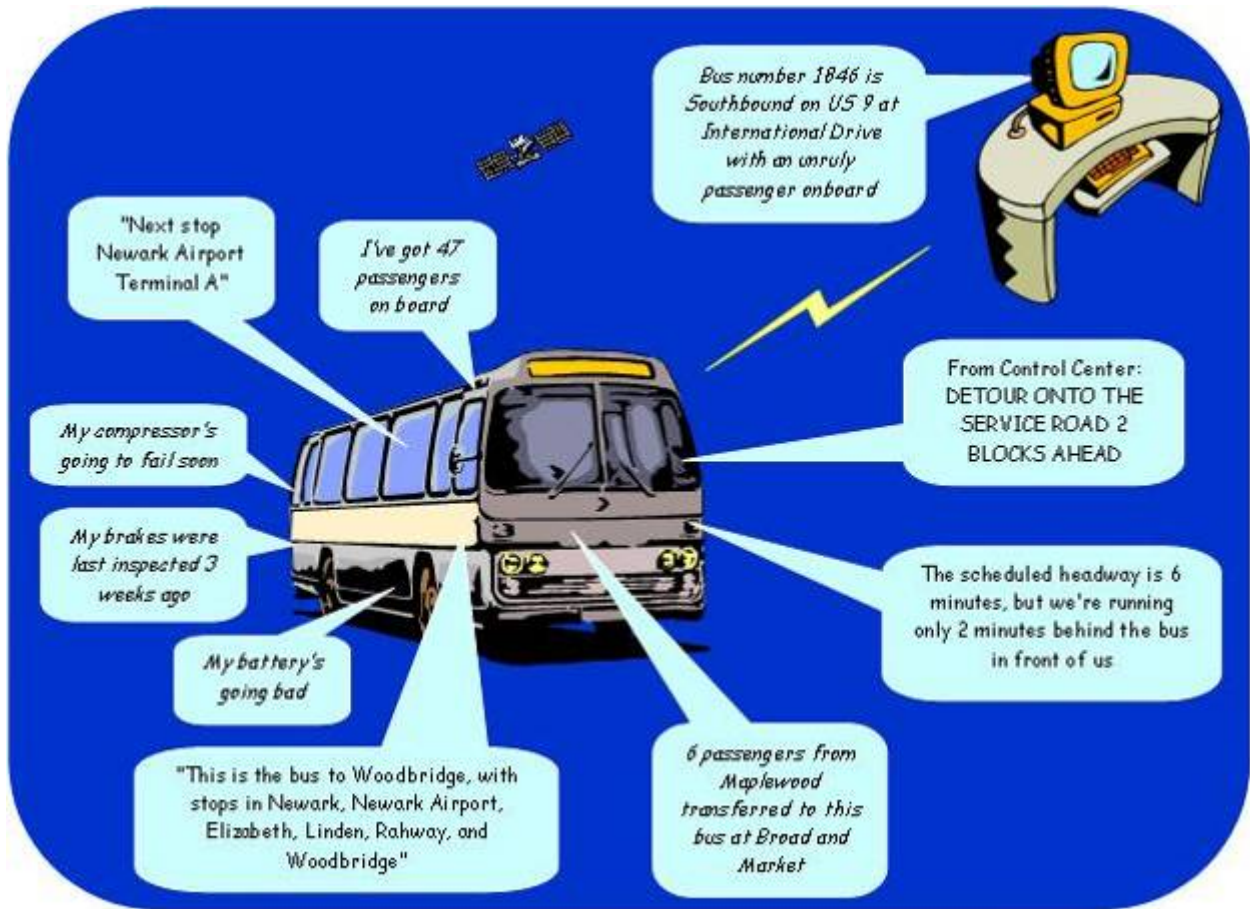 Bus number 1846 is
Southbound on US 9 at
International Drive
with an unruly
passenger onboard
"Next stop
Newark Airport
Terminal A"
I've got 47
passengers
on board
From Control Center:
DETOUR ONTO THE
SERVICE ROAD 2
BLOCKS AHEAD
My compressor's
going to fail soon
My brakes were
last inspected 3
weeks ago
The scheduled headway is 6
minutes, but we're running
only 2 minutes behind the bus
in front of us
My battery's
going bad
"This is the bus to Woodbridge, with
stops in Newark, Newark Airport,
Elizabeth, Linden, Rahway, and
Woodbridge"
6 passengers from
Maplewood
transferred to this
bus at Broad and
Market